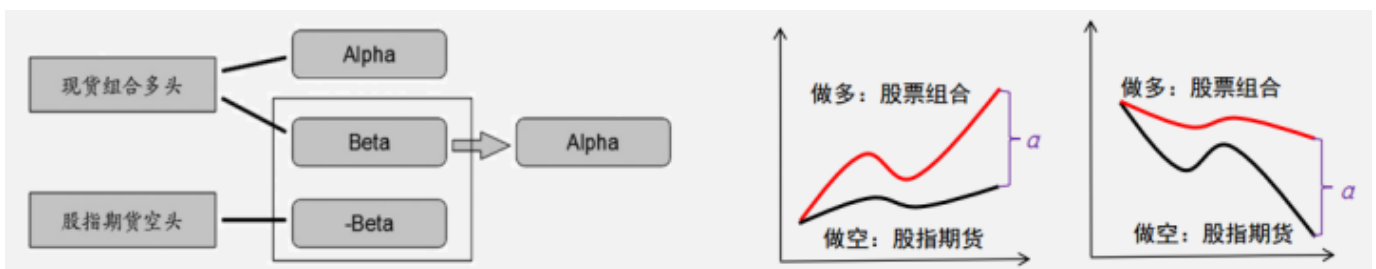 现货组合多头
股指期货空头
Alpha
Beta
-Beta
Alpha
做多：股票组合
做空：股指期货
α
做多：股票组合
做空：股指期货
α